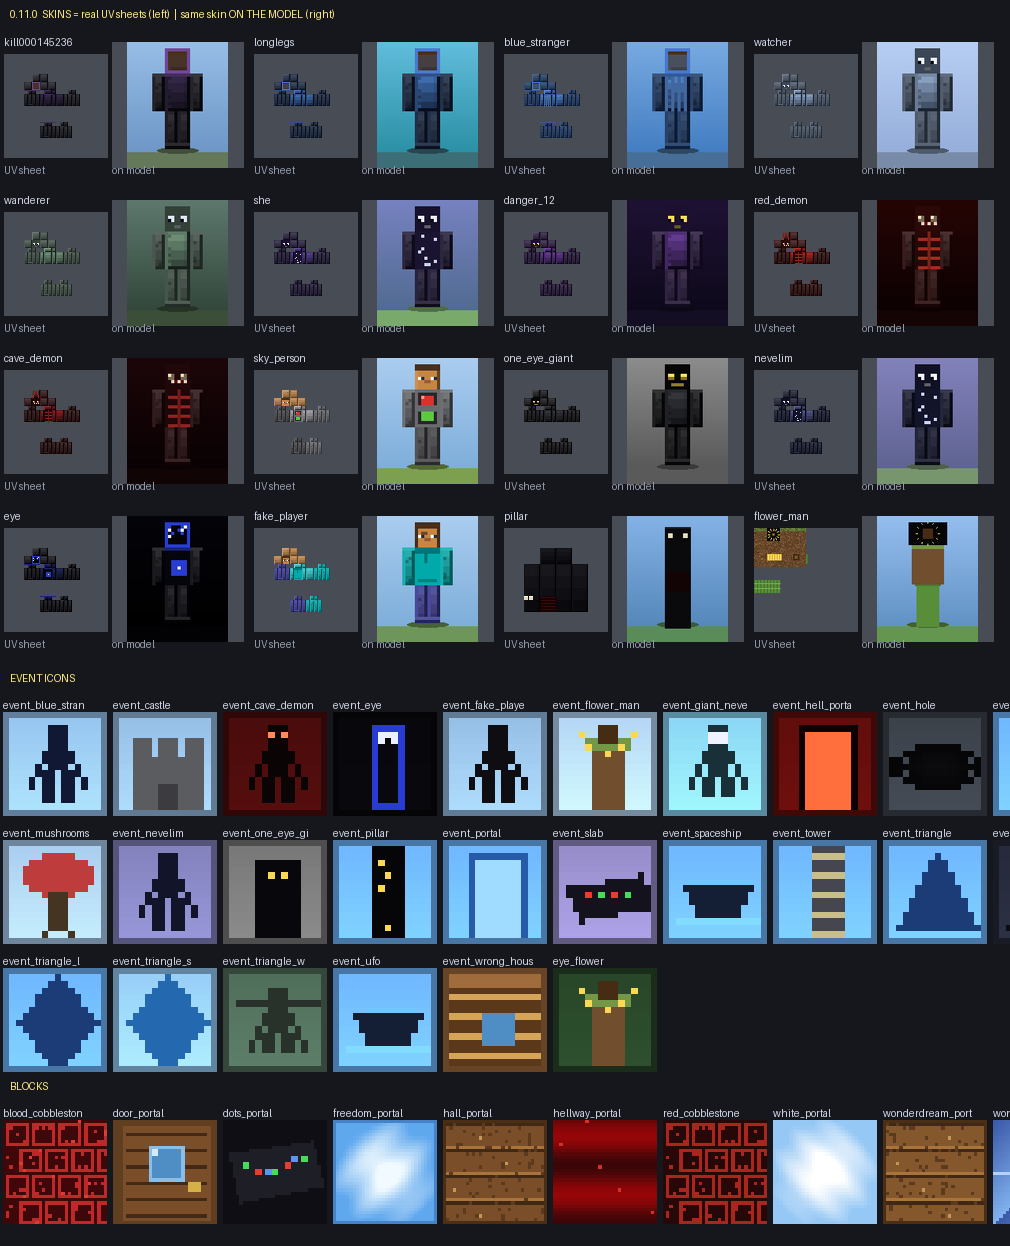 0.11.0 SKINS = real UV sheets (left) | same skin ON THE MODEL (right)
kill000145236 longlegs blue_stranger watcher
UV sheet on model UV sheet on model UV sheet on model UV sheet on model
wanderer she danger_12 red_demon
UV sheet on model UV sheet on model UV sheet on model UV sheet on model
cave_demon sky_person one_eye_giant nevelim
UV sheet on model UV sheet on model UV sheet on model UV sheet on model
eye fake_player pillar flower_man
UV sheet on model UV sheet on model UV sheet on model UV sheet on model
EVENT ICONS
event_blue_stran event_castle event_cave_demon event_eye event_fake_playe event_flower_man event_giant_neve event_hell_porta event_hole eve
event_mushrooms event_nevelim event_one_eye_gi event_pillar event_portal event_slab event_spaceship event_tower event_triangle eve
event_triangle_l event_triangle_s event_triangle_w event_ufo event_wrong_hous eye_flower
BLOCKS
blood_cobbleston door_portal dots_portal freedom_portal hall_portal hellway_portal red_cobblestone white_portal wonderdream_port wor